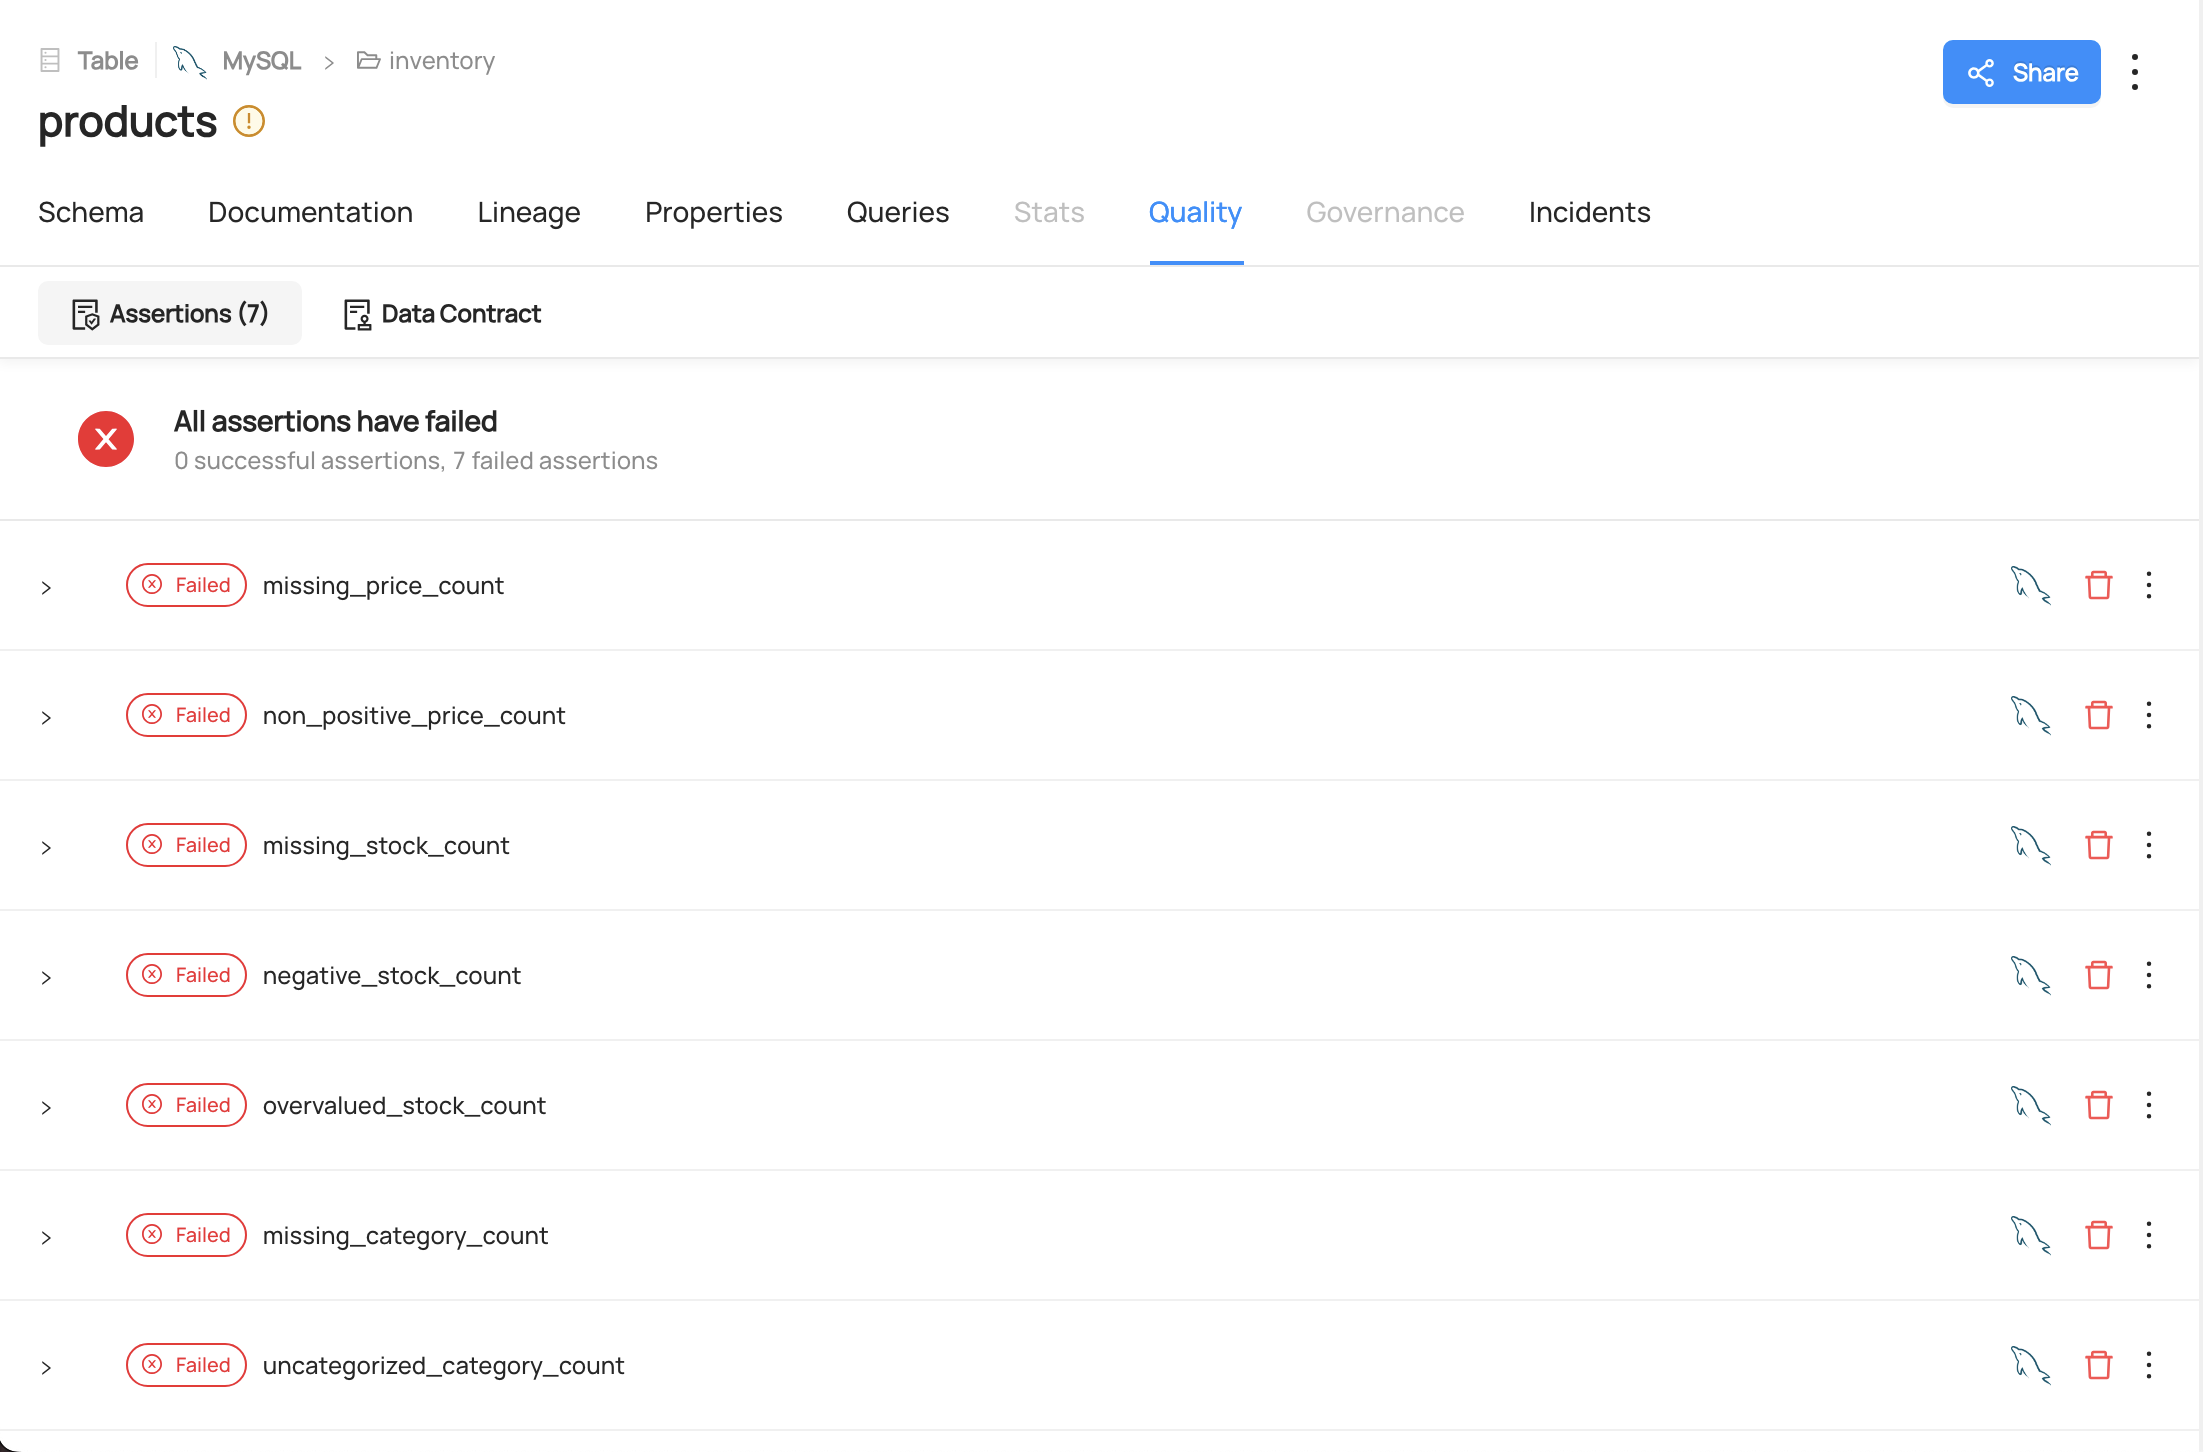 Table MySQL > inventory
Share
products
Schema Documentation Lineage Properties Queries Stats Quality Governance Incidents
Assertions (7) Data Contract
All assertions have failed
0 successful assertions, 7 failed assertions
Failed missing_price_count
Failed non_positive_price_count
Failed missing_stock_count
Failed negative_stock_count
Failed overvalued_stock_count
Failed missing_category_count
Failed uncategorized_category_count